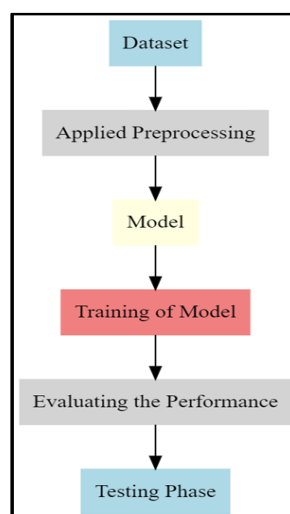 Dataset
Applied Preprocessing
Model
Training of Model
Evaluating the Performance
Testing Phase